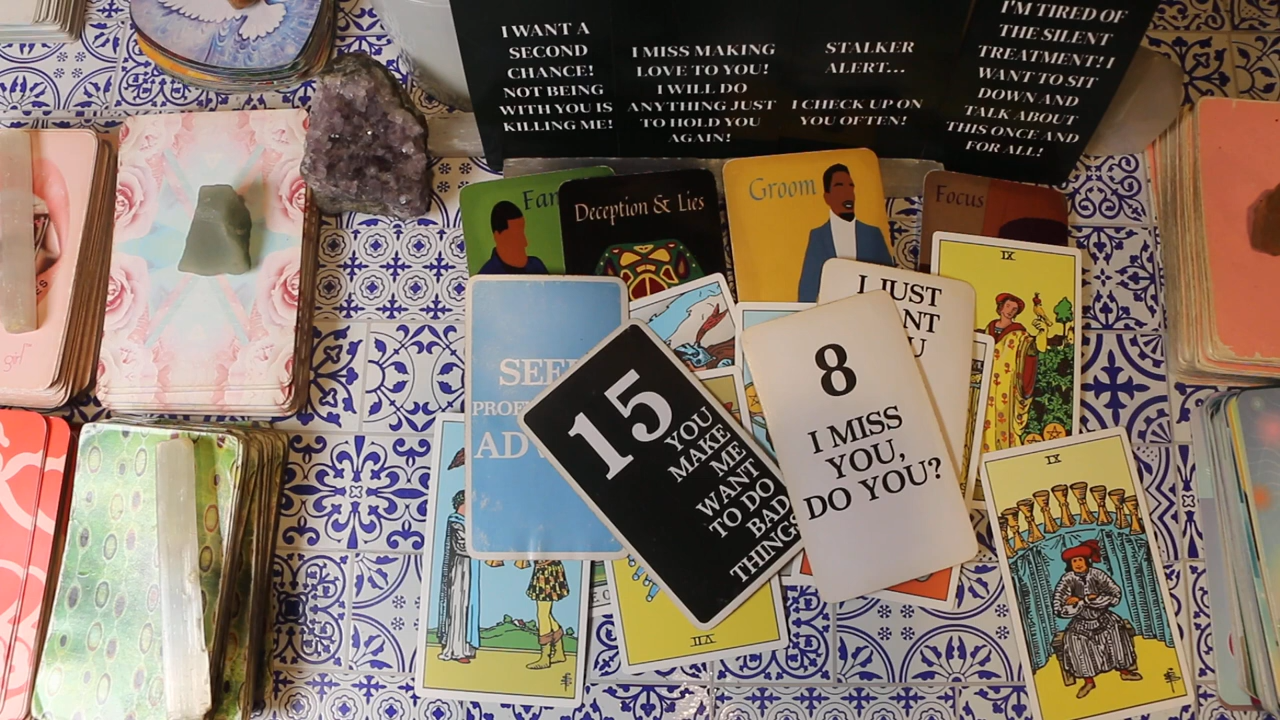 I WANT A
SECOND
CHANCE!
NOT BEING
WITH YOU IS
KILLING ME!
I MISS MAKING
LOVE TO YOU!
I WILL DO
ANYTHING JUST
TO HOLD YOU
AGAIN!
STALKER
ALERT...
I CHECK UP ON
YOU OFTEN!
I'M TIRED OF
THE SILENT
TREATMENT! I
WANT TO SIT
DOWN AND
TALK ABOUT
THIS ONCE AND
FOR ALL!
Deception & Lies
Groom
Focus
I JUST
IX
15
YOU
MAKE
ME
WANT
TO DO
BAD
THINGS
8
I MISS
YOU,
DO YOU?
IX
VII
girl